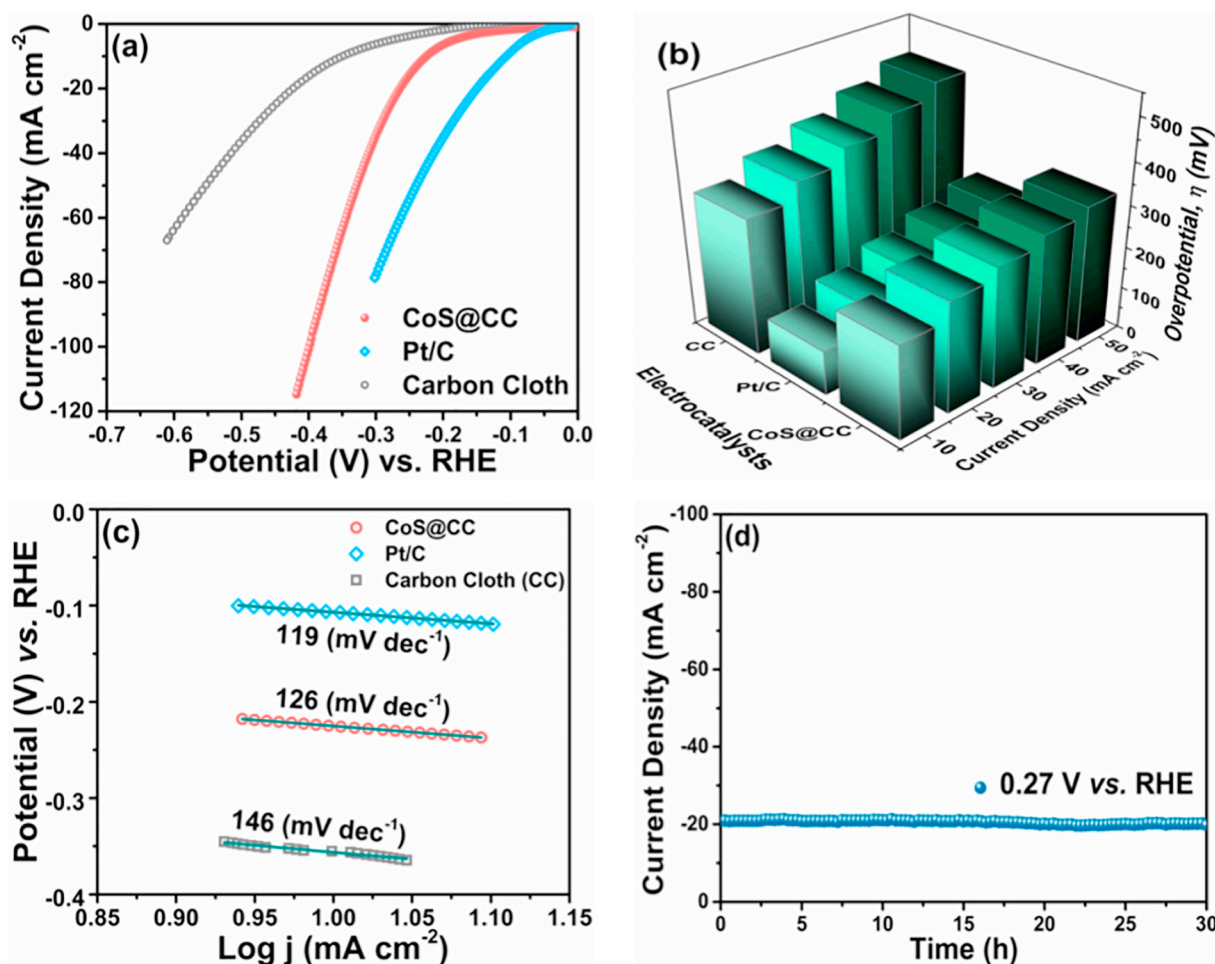 (a)
Current Density (mA cm-2)
0
-20
-40
-60
-80
-100
-120
CoS@CC
Pt/C
Carbon Cloth
-0.7 -0.6 -0.5 -0.4 -0.3 -0.2 -0.1 0.0
Potential (V) vs. RHE
(b)
500
400
300
200
100
0
Overpotential, η (mV)
CC
Pt/C
CoS@CC
Electrocatalysts
10
20
30
40
50
Current Density (mA cm-2)
(c)
Potential (V) vs. RHE
0.0
-0.1
-0.2
-0.3
-0.4
CoS@CC
Pt/C
Carbon Cloth (CC)
119 (mV dec-1)
126 (mV dec-1)
146 (mV dec-1)
0.85 0.90 0.95 1.00 1.05 1.10 1.15
Log j (mA cm-2)
(d)
Current Density (mA cm-2)
-100
-80
-60
-40
-20
0
0.27 V vs. RHE
0 5 10 15 20 25 30
Time (h)